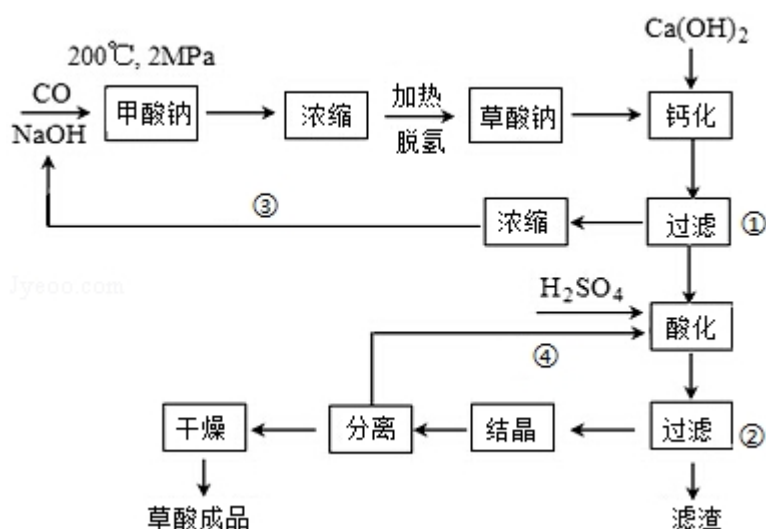 Ca(OH)₂
200℃, 2MPa
CO
NaOH
甲酸钠
浓缩
加热
脱氢
草酸钠
钙化
③
浓缩
过滤
①
Jyeoo.com
H₂SO₄
酸化
④
干燥
分离
结晶
过滤
②
草酸成品
滤渣